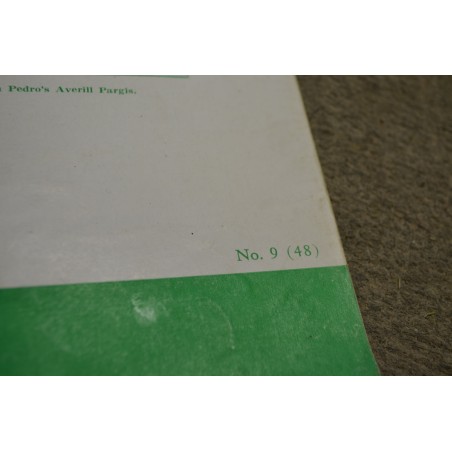 Pedro's Averill Pargis.
No. 9 (48)